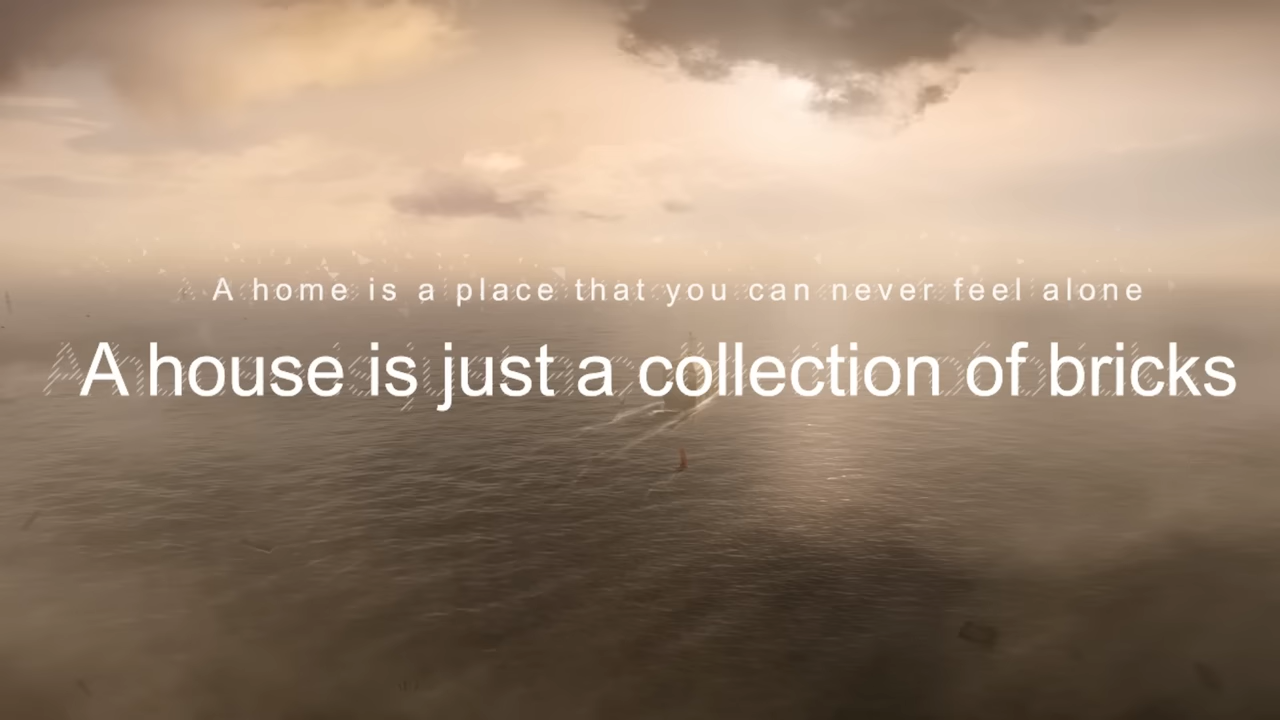 A home is a place that you can never feel alone
A house is just a collection of bricks